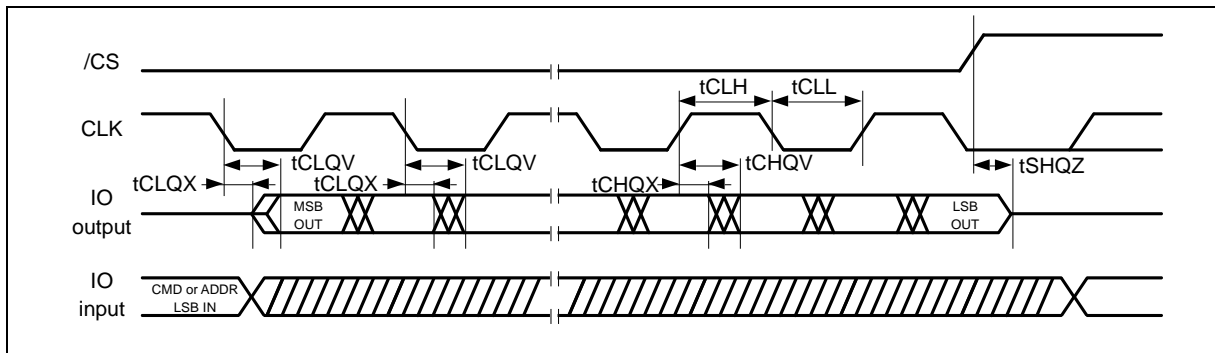 /CS
tCLH
tCLL
CLK
tCLQV
tCLQV
tCHQV
tSHQZ
tCLQX
tCLQX
tCHQX
IO
output
MSB
OUT
LSB
OUT
IO
input
CMD or ADDR
LSB IN